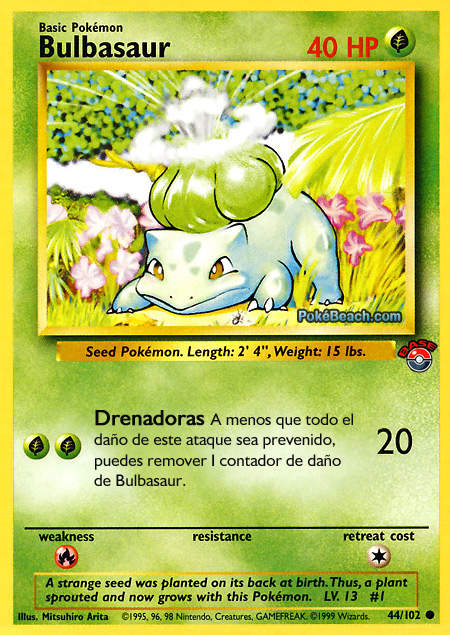 Basic Pokémon
Bulbasaur
40 HP
PokéBeach.com
Seed Pokémon. Length: 2' 4", Weight: 15 lbs.
BASE
Drenadoras A menos que todo el
daño de este ataque sea prevenido,
puedes remover 1 contador de daño
de Bulbasaur.
20
weakness resistance retreat cost
A strange seed was planted on its back at birth. Thus, a plant
sprouted and now grows with this Pokémon. LV. 13 #1
Illus. Mitsuhiro Arita ©1995, 96, 98 Nintendo, Creatures, GAMEFREAK. ©1999 Wizards. 44/102